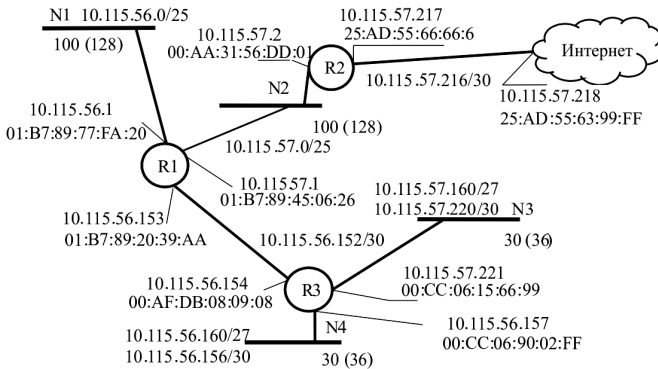 N1 10.115.56.0/25
100 (128)
10.115.57.2
00:AA:31:56:DD:01
10.115.57.217
25:AD:55:66:66:6
R2
Интернет
10.115.57.216/30
10.115.57.218
25:AD:55:63:99:FF
N2
100 (128)
10.115.57.0/25
10.115.56.1
01:B7:89:77:FA:20
R1
10.11557.1
01:B7:89:45:06:26
10.115.57.160/27
10.115.57.220/30 N3
30 (36)
10.115.56.153
01:B7:89:20:39:AA
10.115.56.152/30
10.115.56.154
00:AF:DB:08:09:08
R3
10.115.57.221
00:CC:06:15:66:99
N4
10.115.56.157
00:CC:06:90:02:FF
10.115.56.160/27
10.115.56.156/30
30 (36)